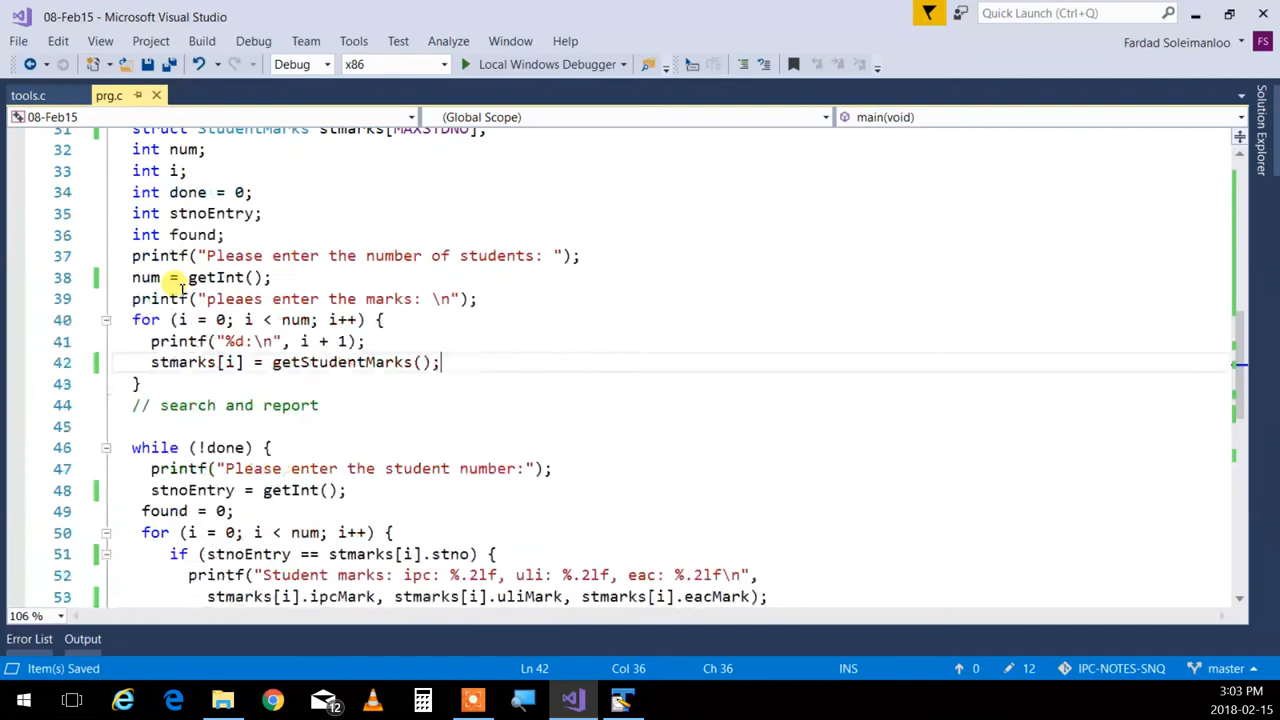 08-Feb15 - Microsoft Visual Studio
Quick Launch (Ctrl+Q)
File Edit View Project Build Debug Team Tools Test Analyze Window Help
Fardad Soleimanloo FS
Debug x86 Local Windows Debugger
tools.c prg.c
08-Feb15 (Global Scope) main(void)
Solution Explorer
31 struct StudentMarks stmarks[MAXSTDNO];
32 int num;
33 int i;
34 int done = 0;
35 int stnoEntry;
36 int found;
37 printf("Please enter the number of students: ");
38 num = getInt();
39 printf("pleaes enter the marks: \n");
40 for (i = 0; i < num; i++) {
41 printf("%d:\n", i + 1);
42 stmarks[i] = getStudentMarks();
43 }
44 // search and report
45
46 while (!done) {
47 printf("Please enter the student number:");
48 stnoEntry = getInt();
49 found = 0;
50 for (i = 0; i < num; i++) {
51 if (stnoEntry == stmarks[i].stno) {
52 printf("Student marks: ipc: %.2lf, uli: %.2lf, eac: %.2lf\n",
53 stmarks[i].ipcMark, stmarks[i].uliMark, stmarks[i].eacMark);
106 %
Error List Output
Item(s) Saved Ln 42 Col 36 Ch 36 INS 0 12 IPC-NOTES-SNQ master
12
3:03 PM
2018-02-15